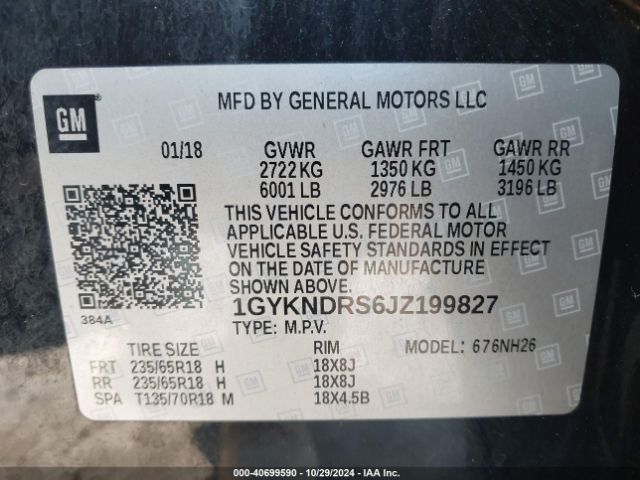 GM
MFD BY GENERAL MOTORS LLC
01/18 GVWR GAWR FRT GAWR RR
2722 KG 1350 KG 1450 KG
6001 LB 2976 LB 3196 LB
THIS VEHICLE CONFORMS TO ALL
APPLICABLE U.S. FEDERAL MOTOR
VEHICLE SAFETY STANDARDS IN EFFECT
ON THE DATE OF MANUFACTURE
SHOWN ABOVE.
384A
1GYKNDRS6JZ199827
TYPE: M.P.V.
TIRE SIZE RIM MODEL: 676NH26
FRT 235/65R18 H 18X8J
RR 235/65R18 H 18X8J
SPA T135/70R18 M 18X4.5B
000-40699590 - 10/29/2024 - IAA Inc.